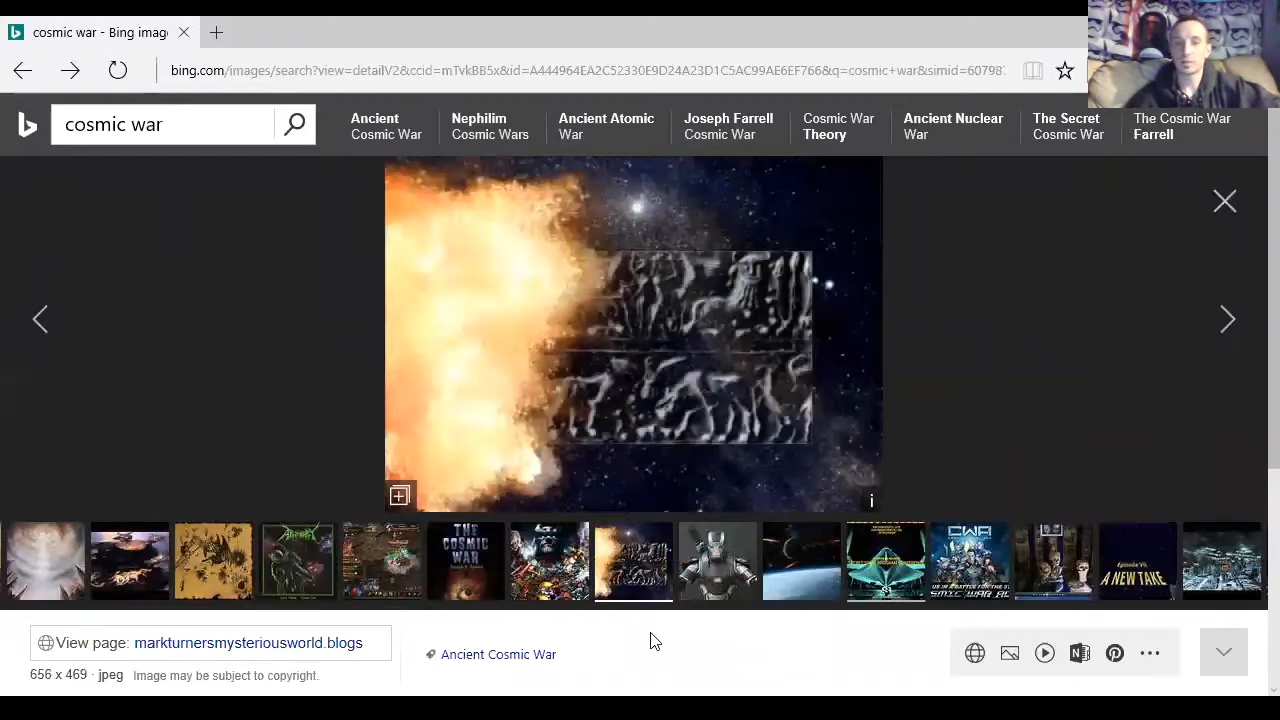 cosmic war - Bing imag
bing.com/images/search?view=detailV2&ccid=mTvkBB5x&id=A444964EA2C52330E9D24A23D1C5AC99AE6EF766&q=cosmic+war&simid=60798
cosmic war
Ancient Cosmic War
Nephilim Cosmic Wars
Ancient Atomic War
Joseph Farrell Cosmic War
Cosmic War Theory
Ancient Nuclear War
The Secret Cosmic War
The Cosmic War Farrell
THE
COSMIC
WAR
CWA
Episode VII
A NEW TAKE
View page: markturnersmysteriousworld.blogs
Ancient Cosmic War
656 x 469 · jpeg Image may be subject to copyright.